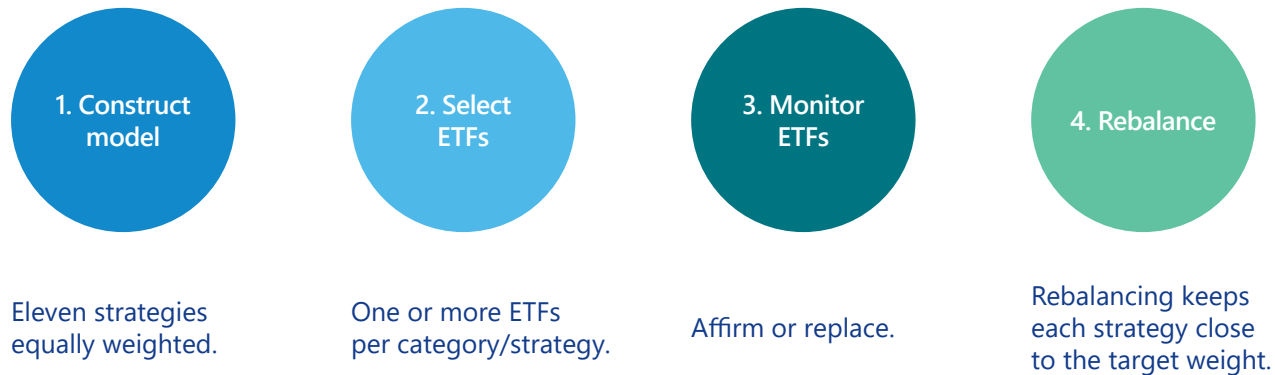 1. Construct
model
2. Select
ETFs
3. Monitor
ETFs
4. Rebalance
Eleven strategies
equally weighted.
One or more ETFs
per category/strategy.
Affirm or replace.
Rebalancing keeps
each strategy close
to the target weight.